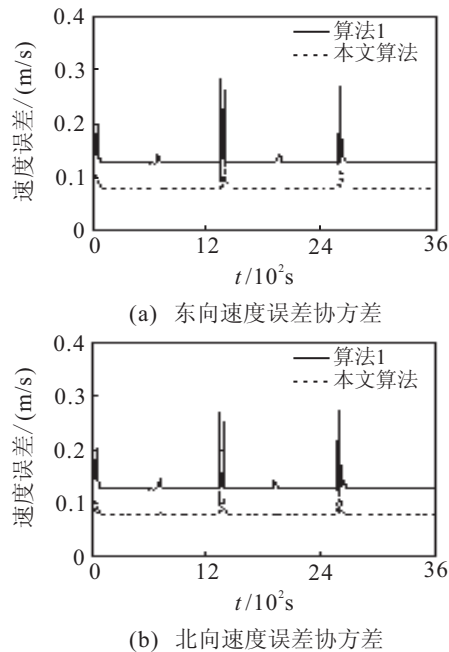 0.4
算法1
本文算法
0.3
0.2
0.1
0
速度误差/(m/s)
0 12 24 36
t/10²s
(a) 东向速度误差协方差
0.4
算法1
本文算法
0.3
0.2
0.1
0
速度误差/(m/s)
0 12 24 36
t/10²s
(b) 北向速度误差协方差